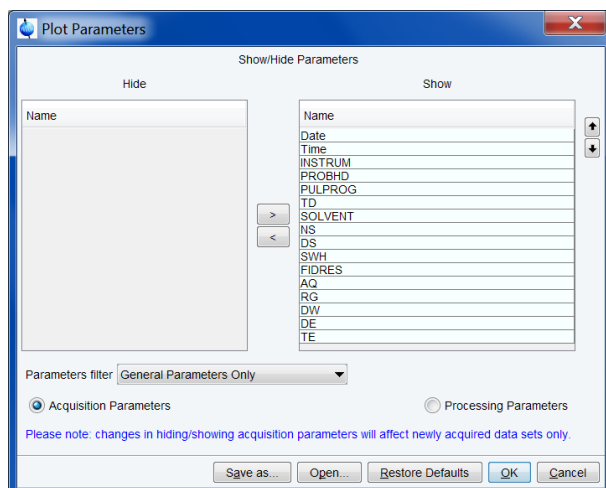 Plot Parameters
Show/Hide Parameters
Hide
Show
Name
Name
Date
Time
INSTRUM
PROBHD
PULPROG
TD
SOLVENT
NS
DS
SWH
FIDRES
AQ
RG
DW
DE
TE
>
<
Parameters filter General Parameters Only
Acquisition Parameters Processing Parameters
Please note: changes in hiding/showing acquisition parameters will affect newly acquired data sets only.
Save as... Open... Restore Defaults OK Cancel